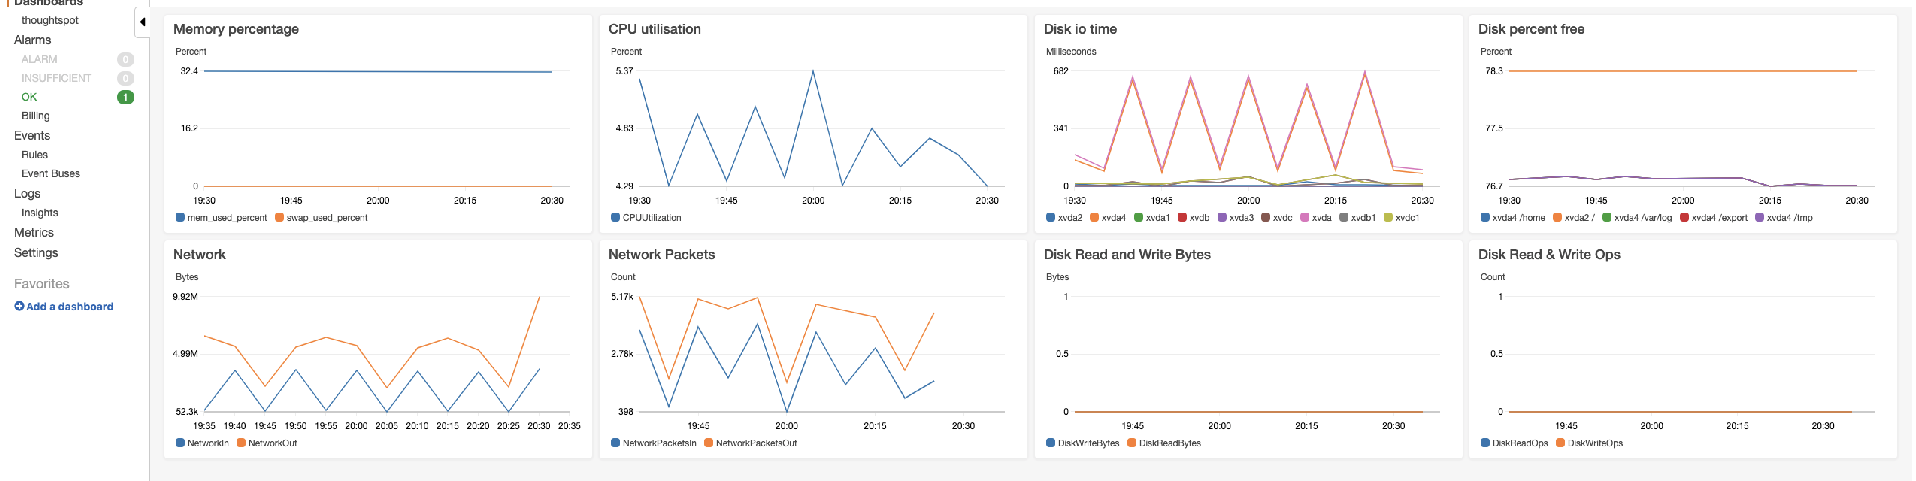 Dashboards
thoughtspot
Alarms
ALARM 0
INSUFFICIENT 0
OK 1
Billing
Events
Rules
Event Buses
Logs
Insights
Metrics
Settings
Favorites
Add a dashboard
Memory percentage
Percent
32.4
16.2
0
19:30 19:45 20:00 20:15 20:30
mem_used_percent swap_used_percent
CPU utilisation
Percent
5.37
4.83
4.29
19:30 19:45 20:00 20:15 20:30
CPUUtilization
Disk io time
Milliseconds
682
341
0
19:30 19:45 20:00 20:15 20:30
xvda2 xvda4 xvda1 xvdb xvda3 xvdc xvda xvdb1 xvdc1
Disk percent free
Percent
78.3
77.5
76.7
19:30 19:45 20:00 20:15 20:30
xvda4 /home xvda2 / xvda4 /var/log xvda4 /export xvda4 /tmp
Network
Bytes
9.92M
4.99M
52.3k
19:35 19:40 19:45 19:50 19:55 20:00 20:05 20:10 20:15 20:20 20:25 20:30 20:35
NetworkIn NetworkOut
Network Packets
Count
5.17k
2.78k
398
19:45 20:00 20:15 20:30
NetworkPacketsIn NetworkPacketsOut
Disk Read and Write Bytes
Bytes
1
0.5
0
19:45 20:00 20:15 20:30
DiskWriteBytes DiskReadBytes
Disk Read & Write Ops
Count
1
0.5
0
19:45 20:00 20:15 20:30
DiskReadOps DiskWriteOps